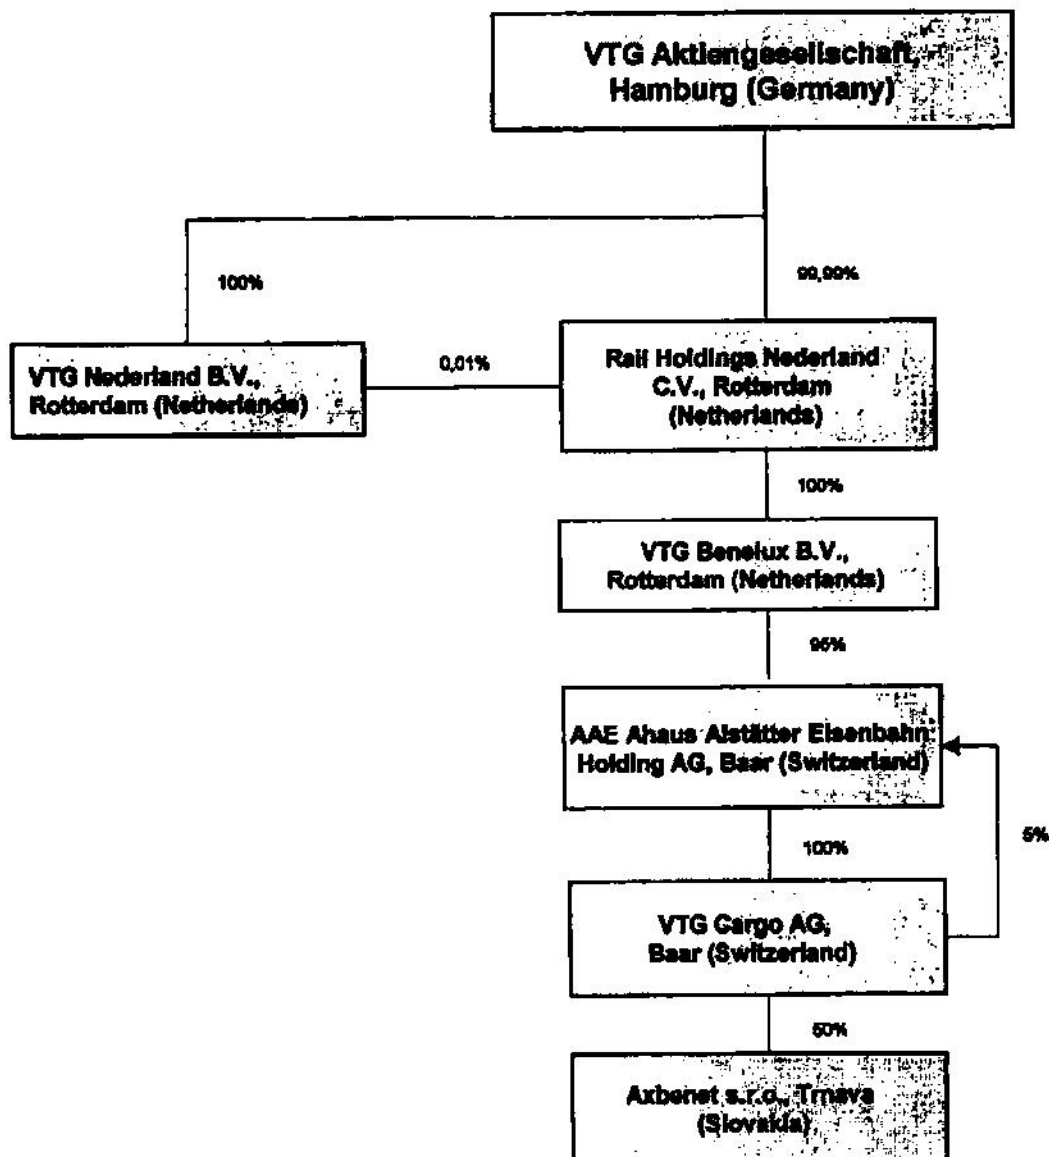 VTG Aktiengesellschaft,
Hamburg (Germany)
100%
99,99%
VTG Nederland B.V.,
Rotterdam (Netherlands)
0,01%
Rail Holdings Nederland
C.V., Rotterdam
(Netherlands)
100%
VTG Benelux B.V.,
Rotterdam (Netherlands)
95%
AAE Ahaus Alstätter Eisenbahn
Holding AG, Baar (Switzerland)
100%
5%
VTG Cargo AG,
Baar (Switzerland)
50%
Axbenet s.r.o., Trnava
(Slovakia)